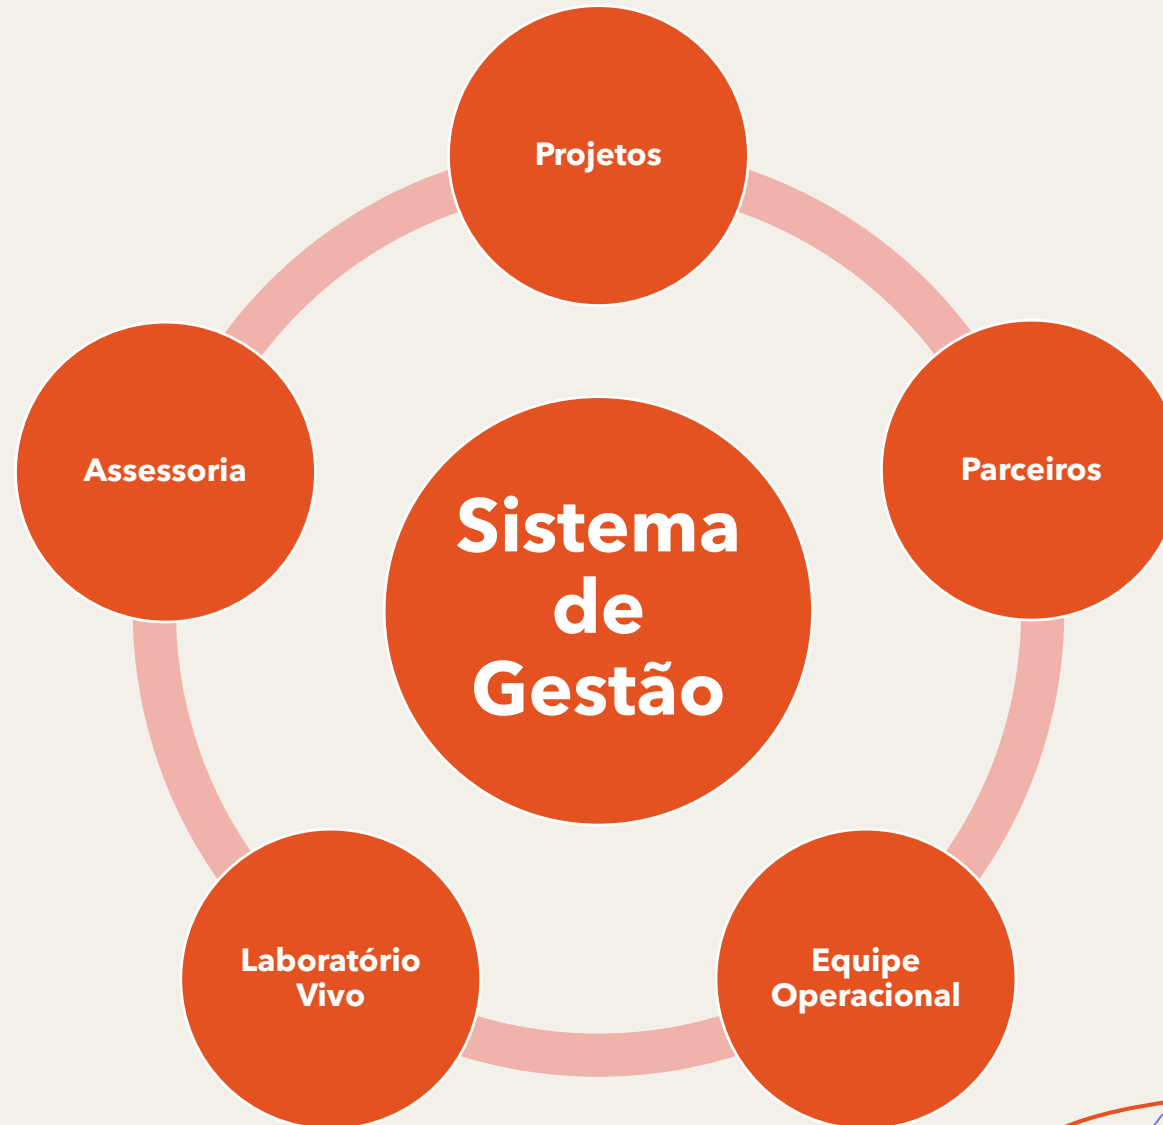 Projetos
Assessoria
Parceiros
Sistema
de
Gestão
Laboratório
Vivo
Equipe
Operacional